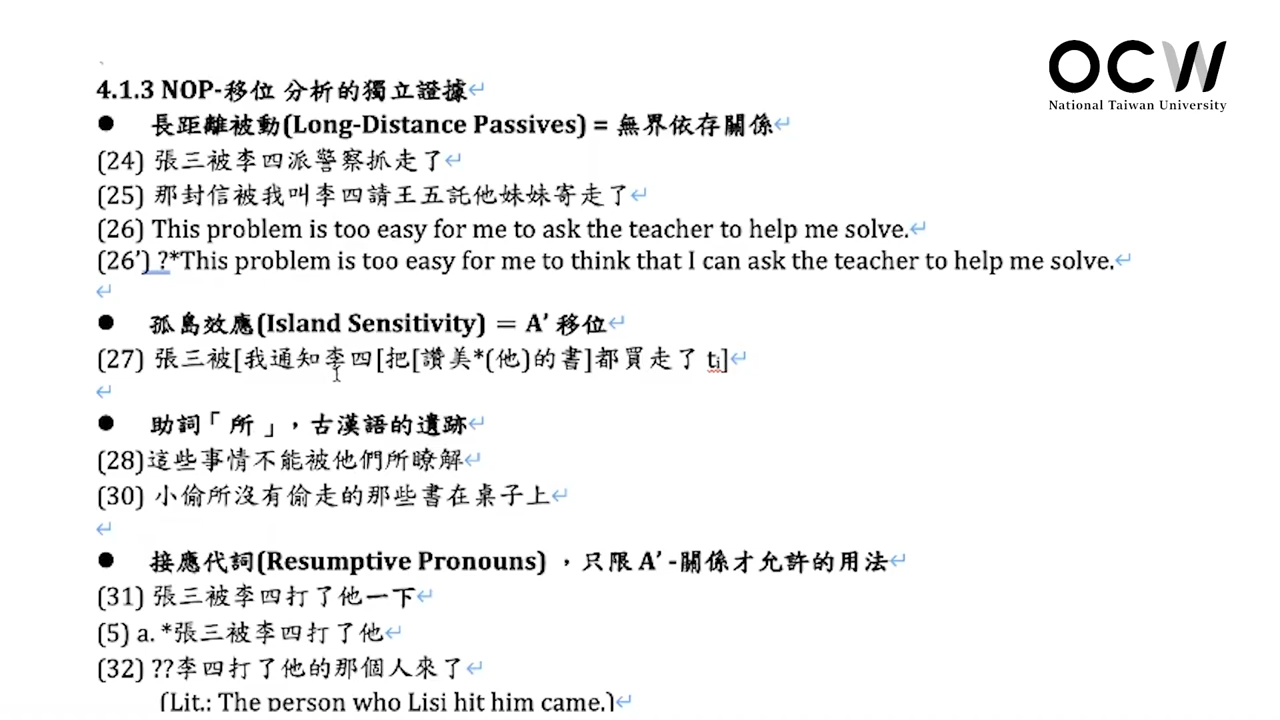 OCW
National Taiwan University
4.1.3 NOP-移位 分析的獨立證據
● 長距離被動(Long-Distance Passives) = 無界依存關係
(24) 張三被李四派警察抓走了
(25) 那封信被我叫李四請王五託他妹妹寄走了
(26) This problem is too easy for me to ask the teacher to help me solve.
(26’) ?*This problem is too easy for me to think that I can ask the teacher to help me solve.
● 孤島效應(Island Sensitivity) = A’ 移位
(27) 張三被[我通知李四[把[讚美*(他)的書]都買走了 ti]
● 助詞「所」，古漢語的遺跡
(28)這些事情不能被他們所瞭解
(30) 小偷所沒有偷走的那些書在桌子上
● 接應代詞(Resumptive Pronouns) ，只限 A’ -關係才允許的用法
(31) 張三被李四打了他一下
(5) a. *張三被李四打了他
(32) ??李四打了他的那個人來了
(Lit.: The person who Lisi hit him came.)